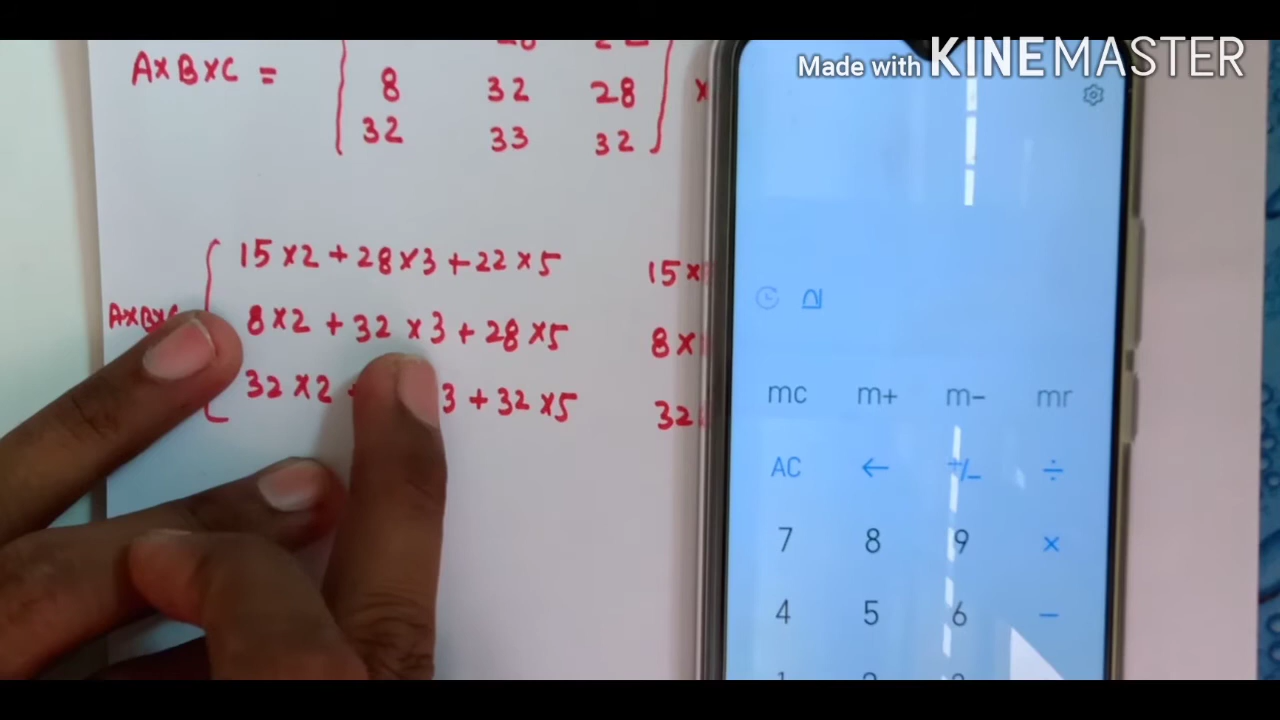 Made with KINEMASTER
A×B×C =
8 32 28 ×
32 33 32
15×2+28×3+22×5 15×
8×2+32×3+28×5 8×
32×2 3+32×5 32
mc m+ m− mr
AC ← +/− ÷
7 8 9 ×
4 5 6 −